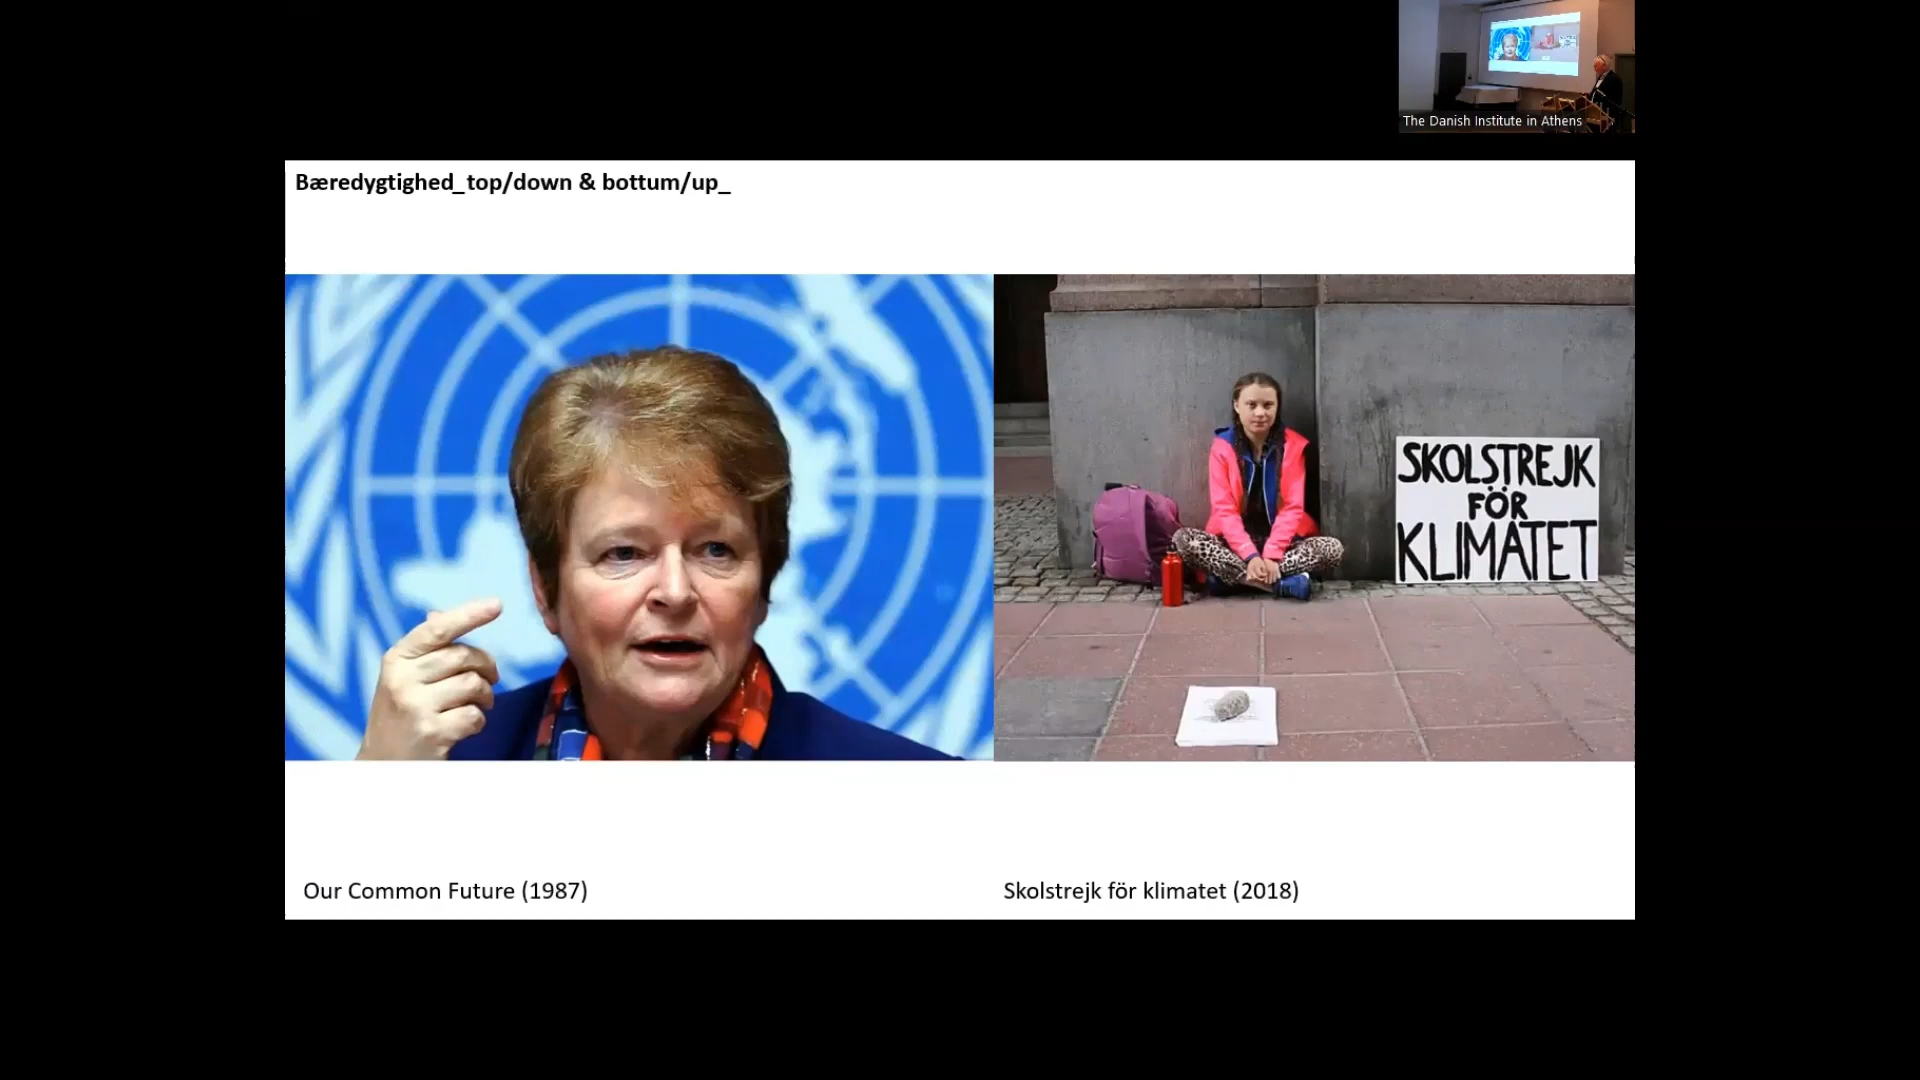 The Danish Institute in Athens
Bæredygtighed_top/down & bottum/up_
SKOLSTREJK
FÖR
KLIMATET
Our Common Future (1987)
Skolstrejk för klimatet (2018)